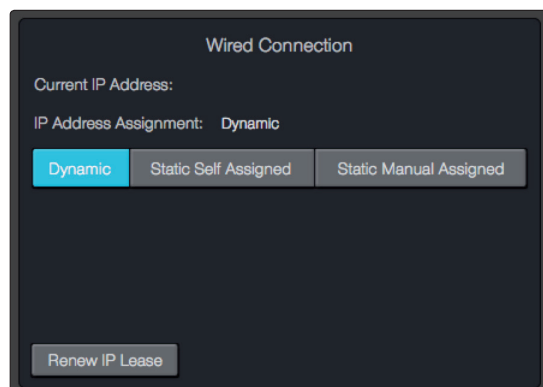 Wired Connection
Current IP Address:
IP Address Assignment: Dynamic
Dynamic Static Self Assigned Static Manual Assigned
Renew IP Lease